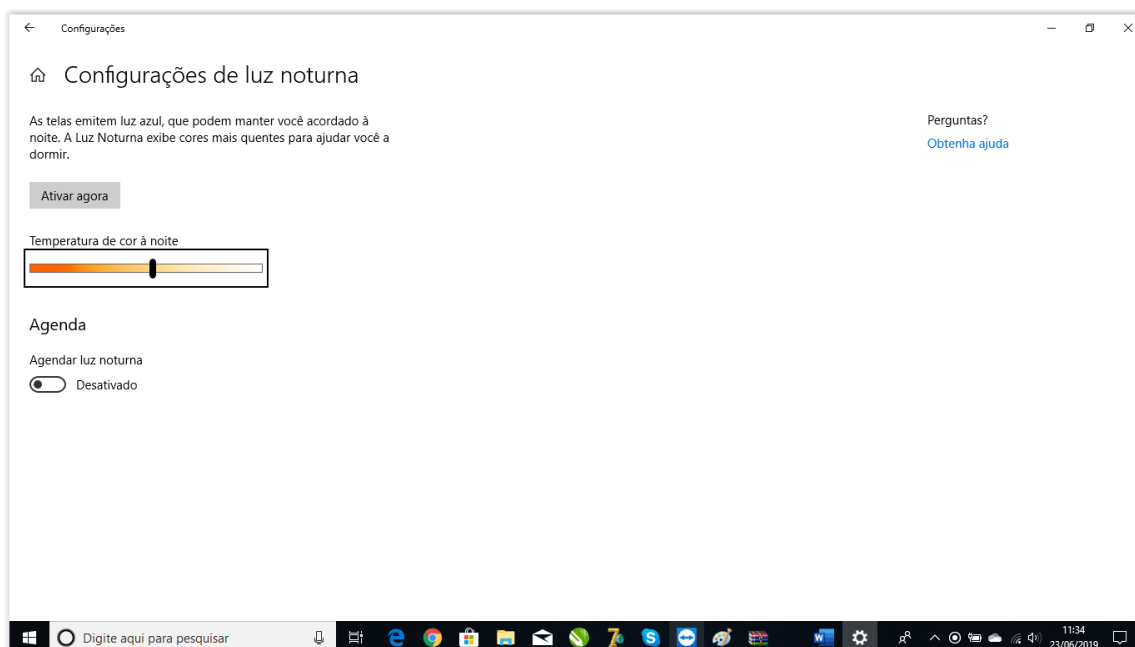 Configurações
Configurações de luz noturna
As telas emitem luz azul, que podem manter você acordado à
noite. A Luz Noturna exibe cores mais quentes para ajudar você a
dormir.
Perguntas?
Obtenha ajuda
Ativar agora
Temperatura de cor à noite
Agenda
Agendar luz noturna
Desativado
Digite aqui para pesquisar
11:34
23/06/2019